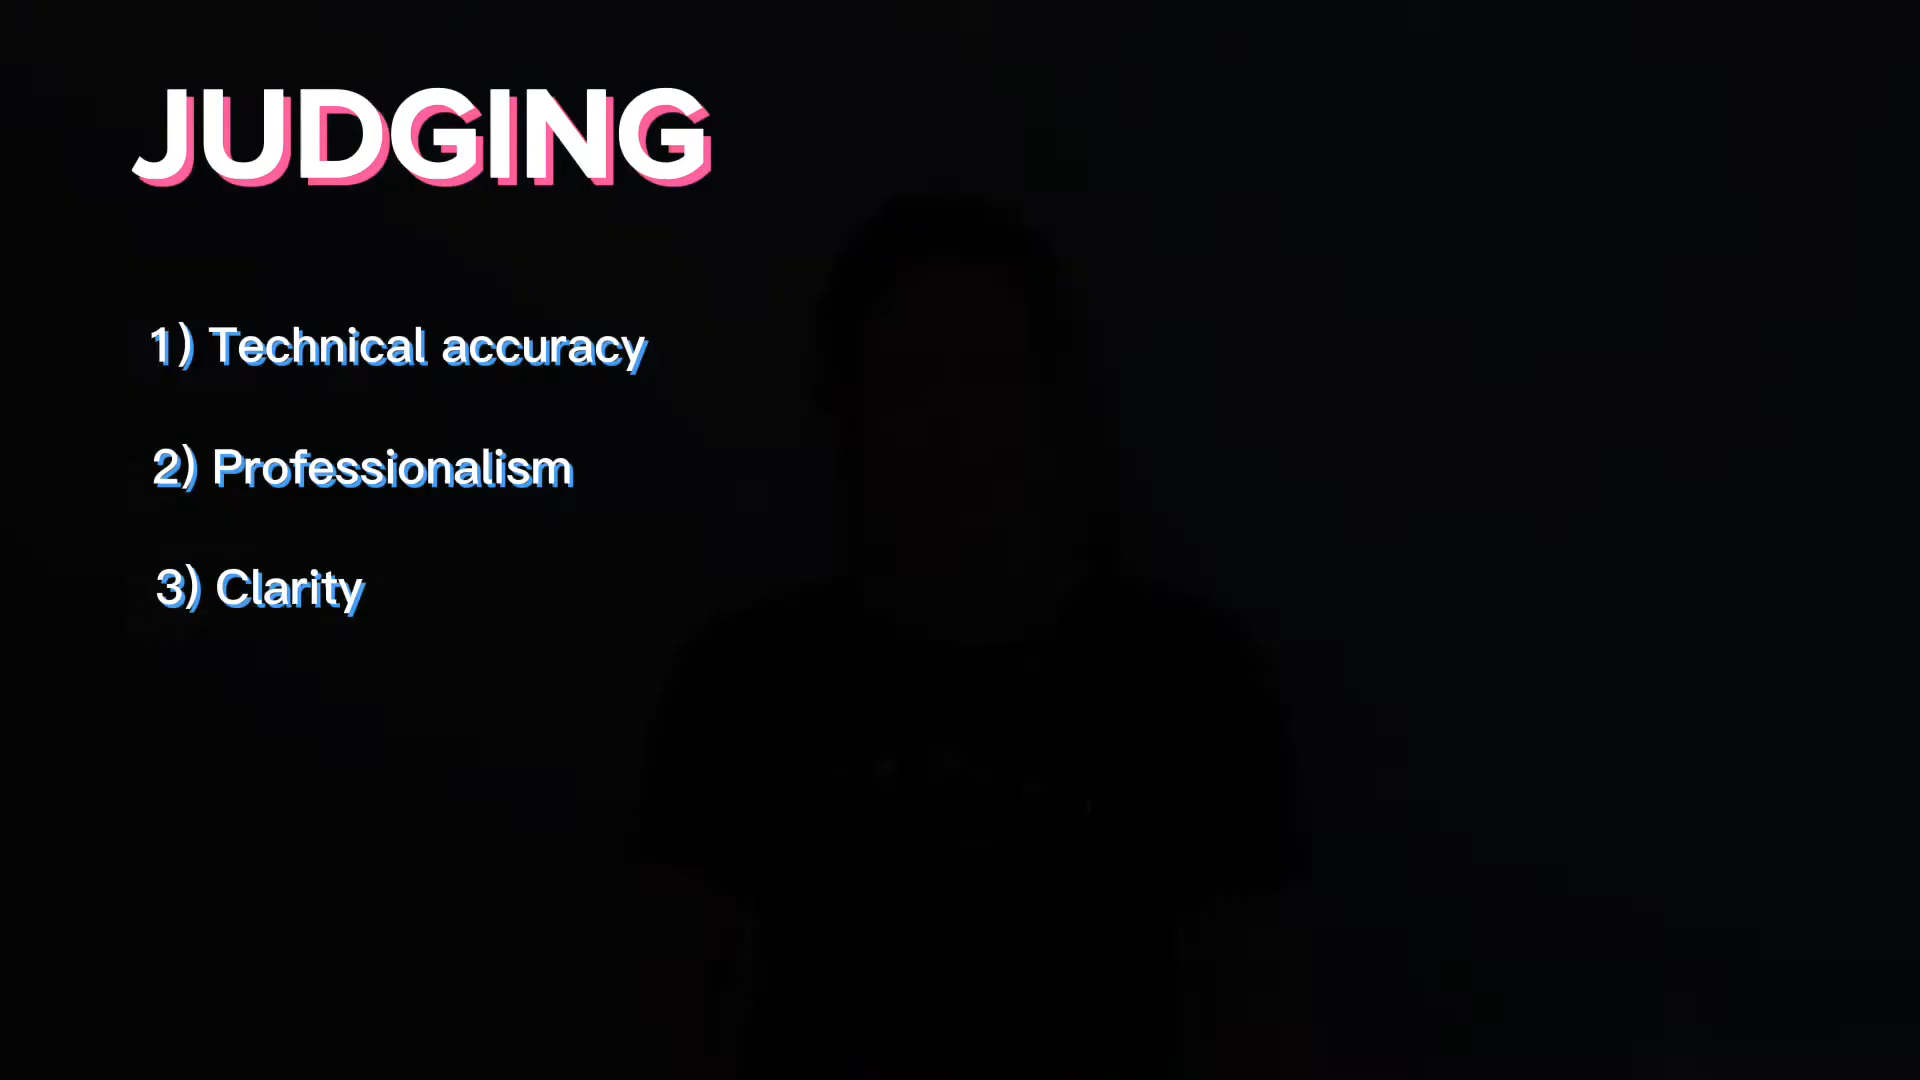 JUDGING
1) Technical accuracy
2) Professionalism
3) Clarity